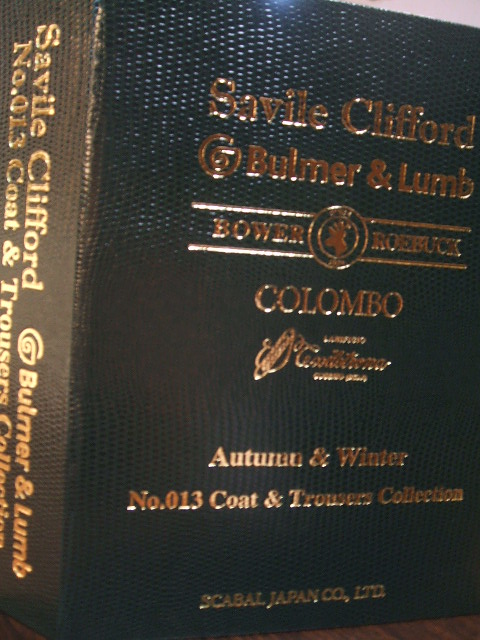 Savile Clifford
Bulmer & Lumb
BOWER ROEBUCK
COLOMBO
Autumn & Winter
No.013 Coat & Trousers Collection
SCABAL JAPAN CO., LTD.
Savile Clifford Bulmer & Lumb
No.013 Coat & Trousers Collection